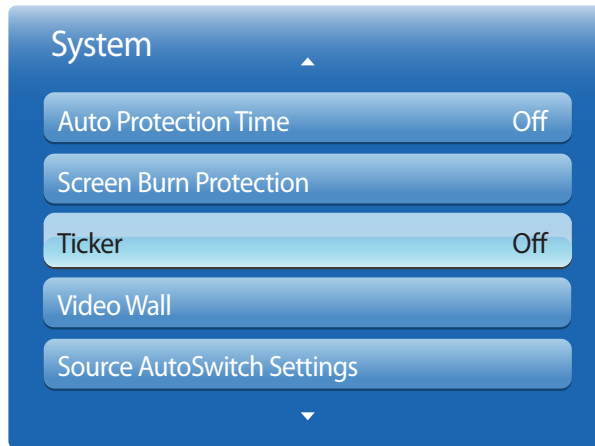 System
Auto Protection Time Off
Screen Burn Protection
Ticker Off
Video Wall
Source AutoSwitch Settings